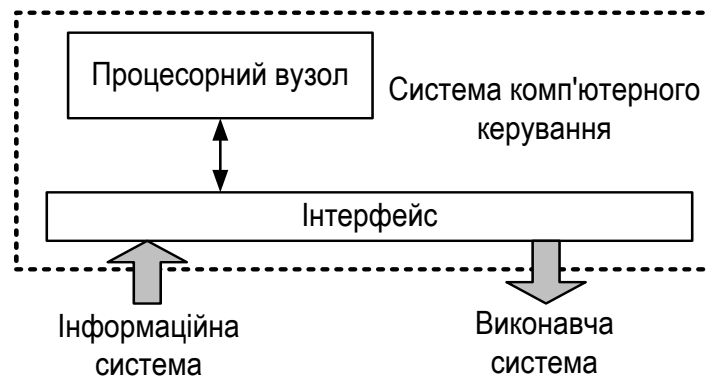 Процесорний вузол
Система комп'ютерного
керування
Інтерфейс
Інформаційна
система
Виконавча
система